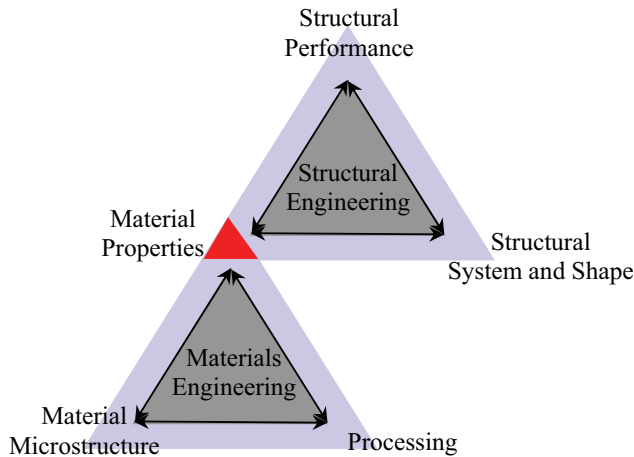 Structural
Performance
Structural
Engineering
Material
Properties
Structural
System and Shape
Materials
Engineering
Material
Microstructure
Processing